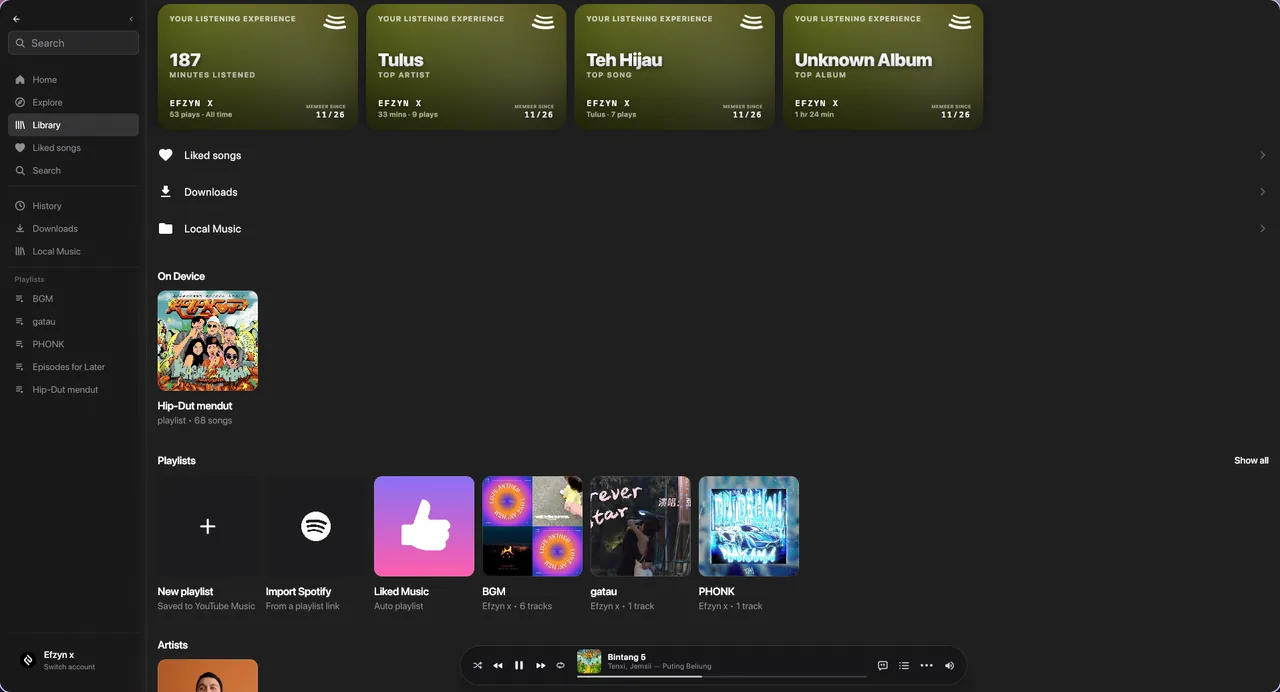 Search
Home
Explore
Library
Liked songs
Search
History
Downloads
Local Music
Playlists
BGM
gatau
PHONK
Episodes for Later
Hip-Dut mendut
Efzyn x
Switch account
YOUR LISTENING EXPERIENCE
187
MINUTES LISTENED
EFZYN X
53 plays · All time
MEMBER SINCE
11/26
YOUR LISTENING EXPERIENCE
Tulus
TOP ARTIST
EFZYN X
33 mins · 9 plays
MEMBER SINCE
11/26
YOUR LISTENING EXPERIENCE
Teh Hijau
TOP SONG
EFZYN X
Tulus · 7 plays
MEMBER SINCE
11/26
YOUR LISTENING EXPERIENCE
Unknown Album
TOP ALBUM
EFZYN X
1 hr 24 min
MEMBER SINCE
11/26
Liked songs
Downloads
Local Music
On Device
Hip-Dut mendut
playlist • 68 songs
Playlists
Show all
New playlist
Saved to YouTube Music
Import Spotify
From a playlist link
Liked Music
Auto playlist
BGM
Efzyn x • 6 tracks
rever
tar
gatau
Efzyn x • 1 track
PHONK
Efzyn x • 1 track
Artists
Bintang 5
Tenxi, Jemsii — Puting Beliung